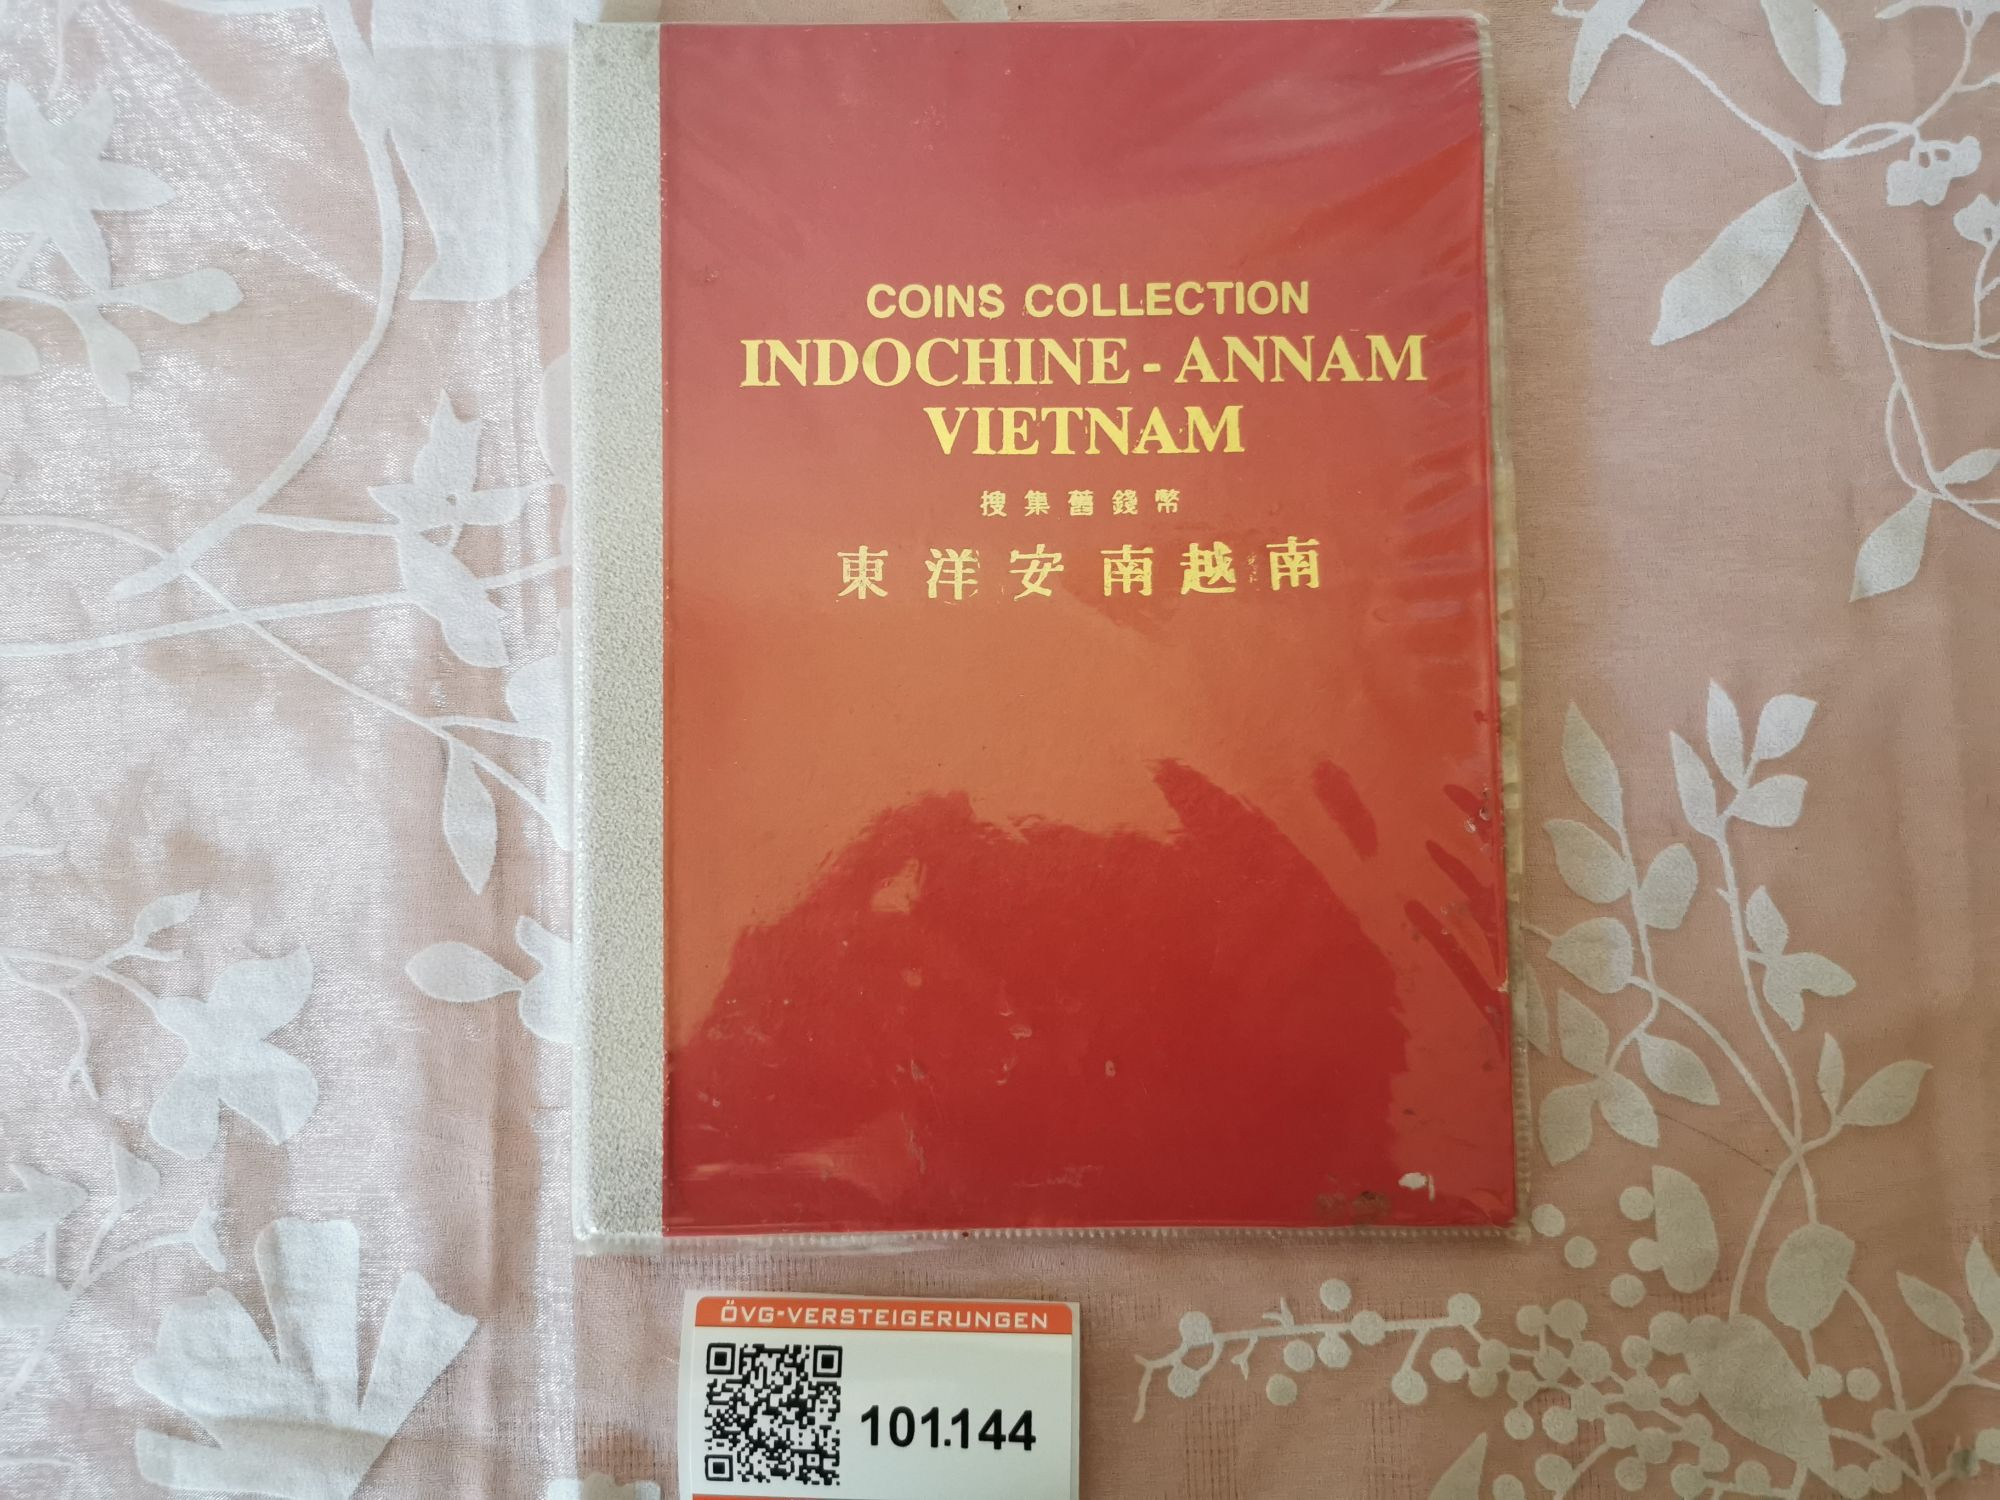 COINS COLLECTION
INDOCHINE - ANNAM
VIETNAM
搜集舊錢幣
東洋安南越南
ÖVG-VERSTEIGERUNGEN
101.144